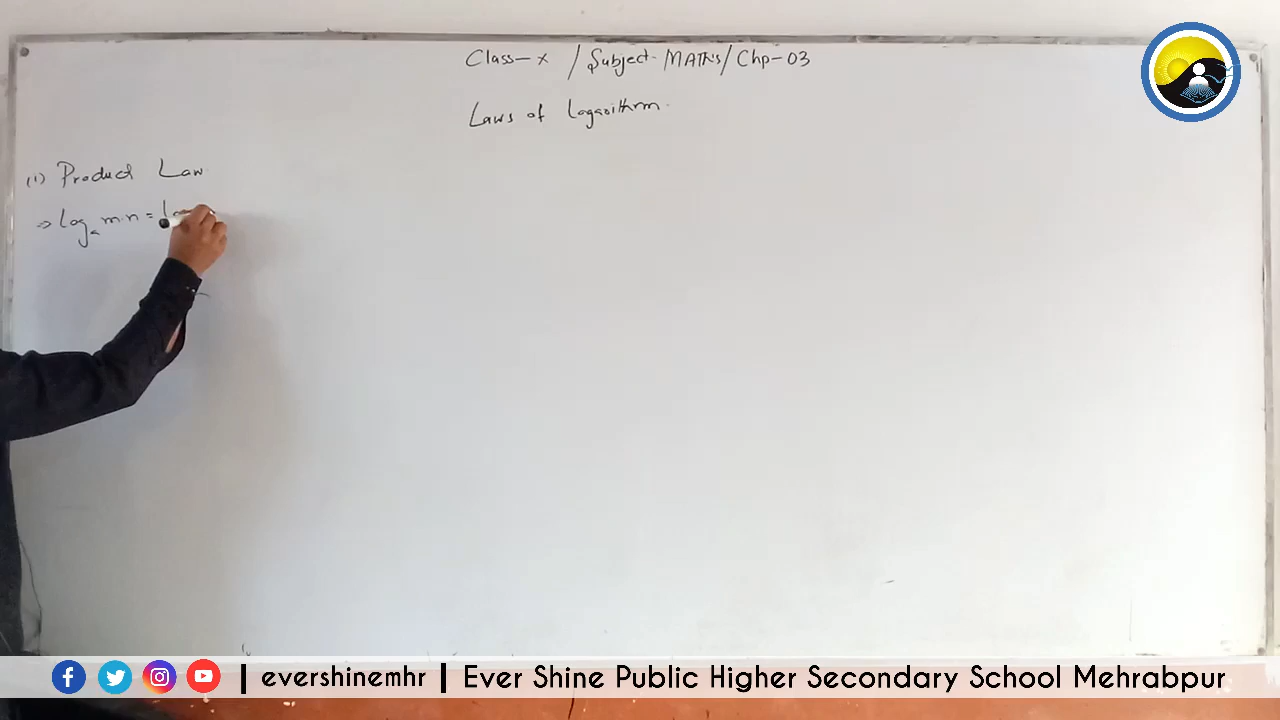 Class-X / Subject-MATHS/Chp-03
Laws of Logarithm.
(1) Product Law
⇒ log_a m.n = lo
| evershinemhr | Ever Shine Public Higher Secondary School Mehrabpur